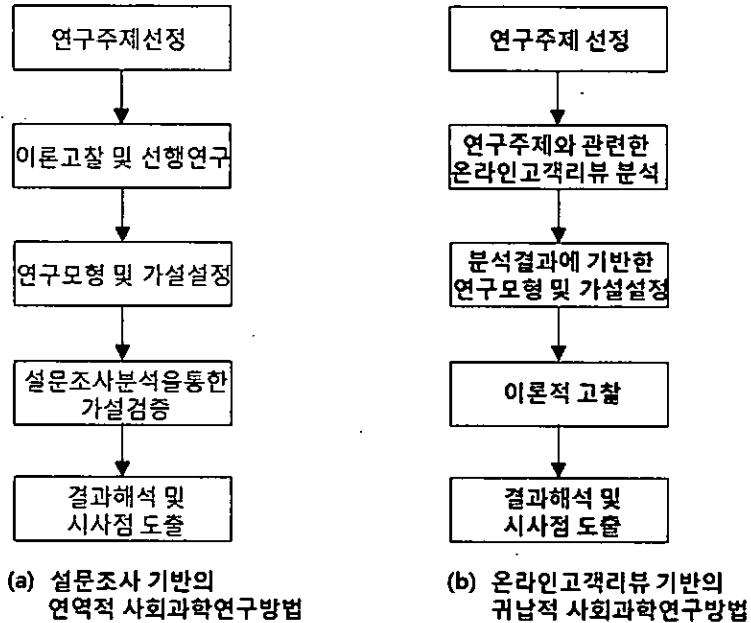 연구주제선정
이론고찰 및 선행연구
연구모형 및 가설설정
설문조사분석을통한
가설검증
결과해석 및
시사점 도출
(a) 설문조사 기반의
연역적 사회과학연구방법
연구주제 선정
연구주제와 관련한
온라인고객리뷰 분석
분석결과에 기반한
연구모형 및 가설설정
이론적 고찰
결과해석 및
시사점 도출
(b) 온라인고객리뷰 기반의
귀납적 사회과학연구방법